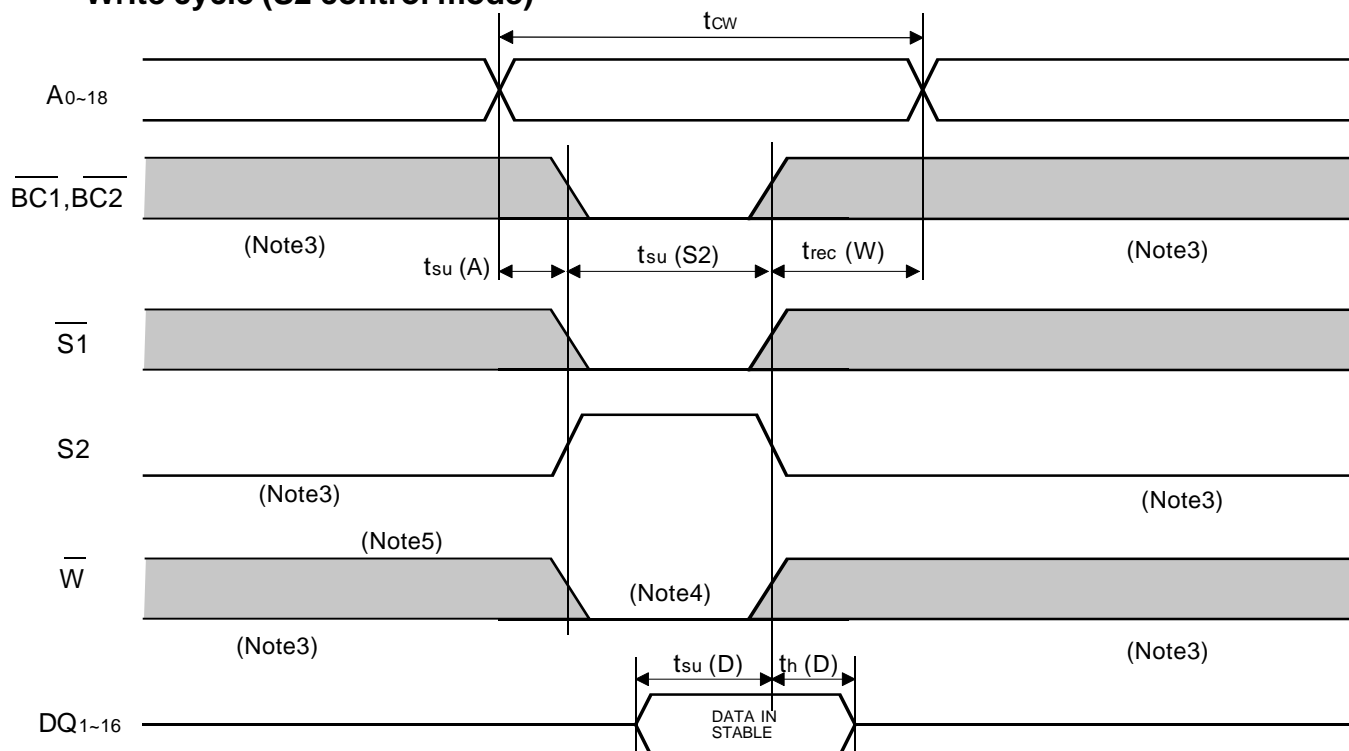 Write cycle (S2 control mode)
tCW
A0~18
BC1,BC2
(Note3)
(Note3)
tsu (A)
tsu (S2)
trec (W)
S1
S2
(Note3)
(Note3)
(Note5)
W
(Note4)
(Note3)
(Note3)
tsu (D)
th (D)
DQ1~16
DATA IN
STABLE